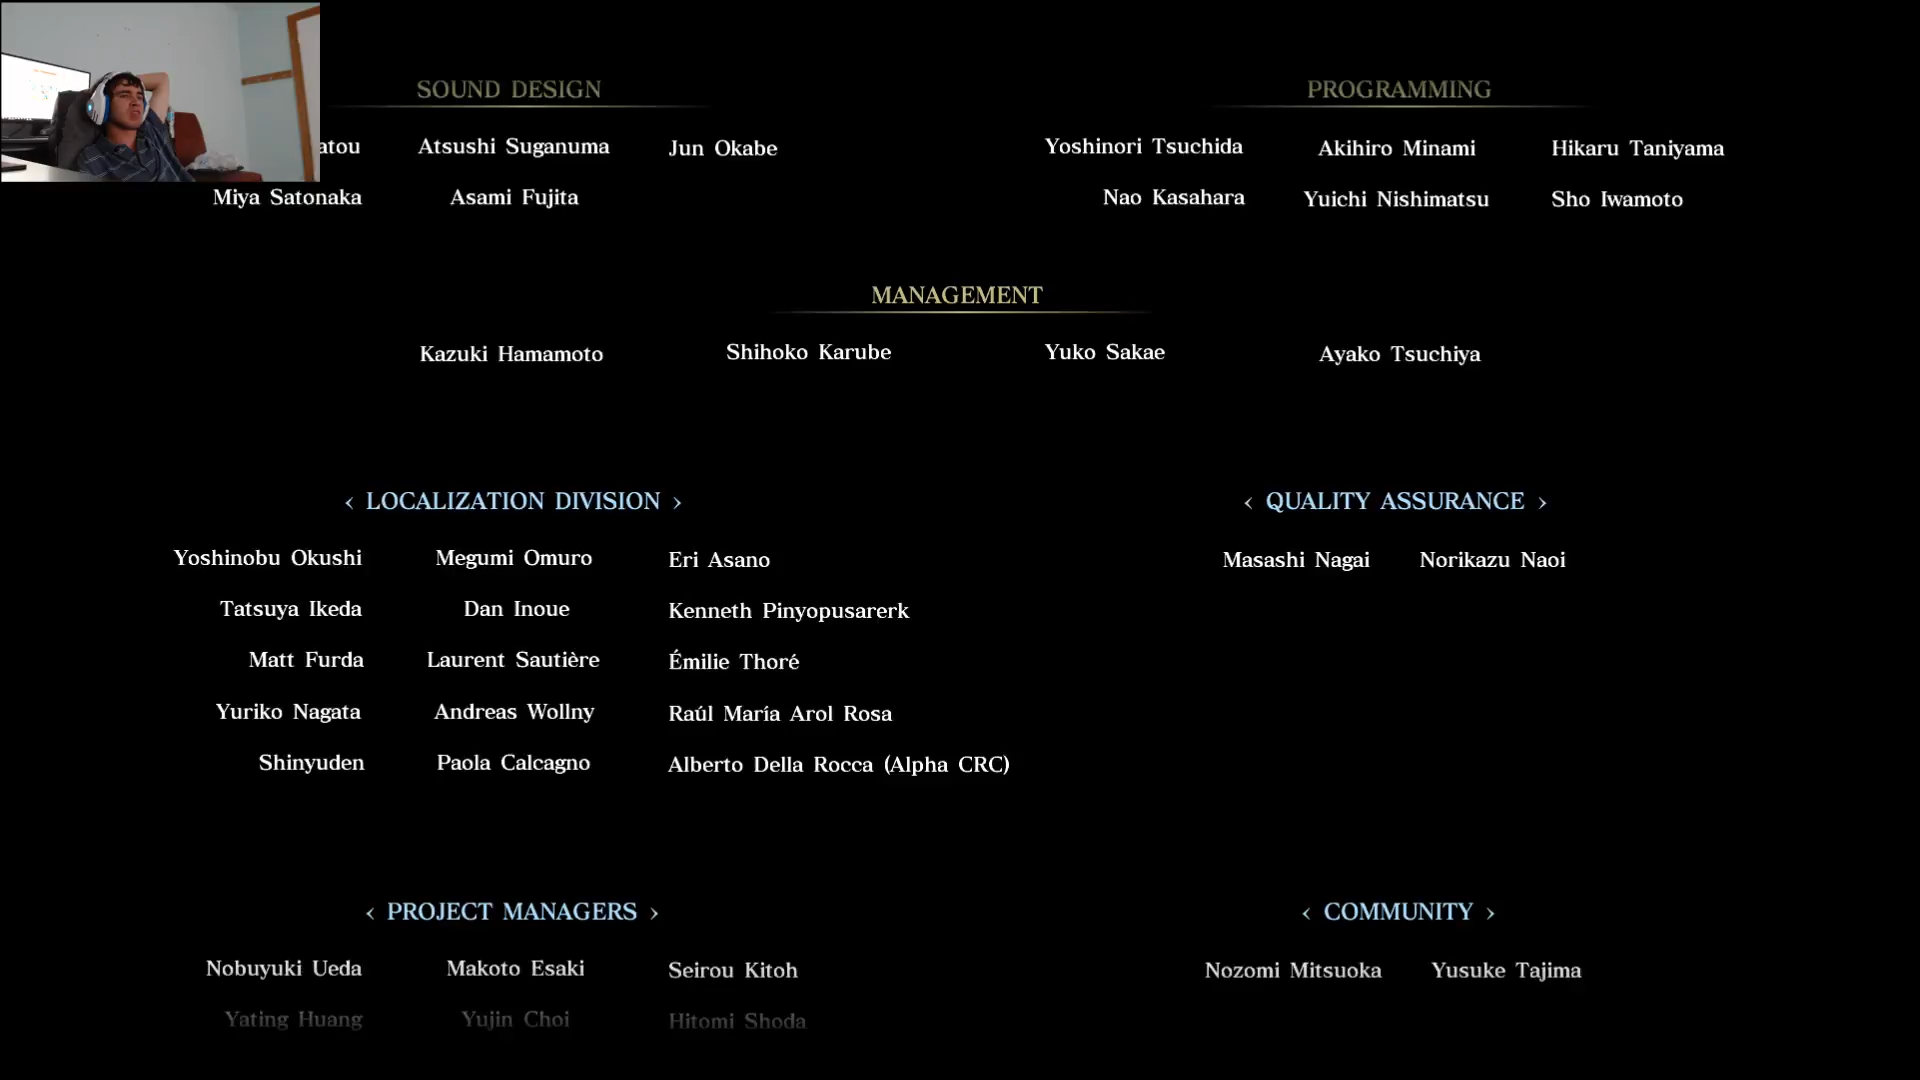 SOUND DESIGN PROGRAMMING
Atsushi Suganuma Jun Okabe Yoshinori Tsuchida Akihiro Minami Hikaru Taniyama
Miya Satonaka Asami Fujita Nao Kasahara Yuichi Nishimatsu Sho Iwamoto
MANAGEMENT
Kazuki Hamamoto Shihoko Karube Yuko Sakae Ayako Tsuchiya
‹ LOCALIZATION DIVISION › ‹ QUALITY ASSURANCE ›
Yoshinobu Okushi Megumi Omuro Eri Asano Masashi Nagai Norikazu Naoi
Tatsuya Ikeda Dan Inoue Kenneth Pinyopusarerk
Matt Furda Laurent Sautière Émilie Thoré
Yuriko Nagata Andreas Wollny Raúl María Arol Rosa
Shinyuden Paola Calcagno Alberto Della Rocca (Alpha CRC)
‹ PROJECT MANAGERS › ‹ COMMUNITY ›
Nobuyuki Ueda Makoto Esaki Seirou Kitoh Nozomi Mitsuoka Yusuke Tajima
Yating Huang Yujin Choi Hitomi Shoda